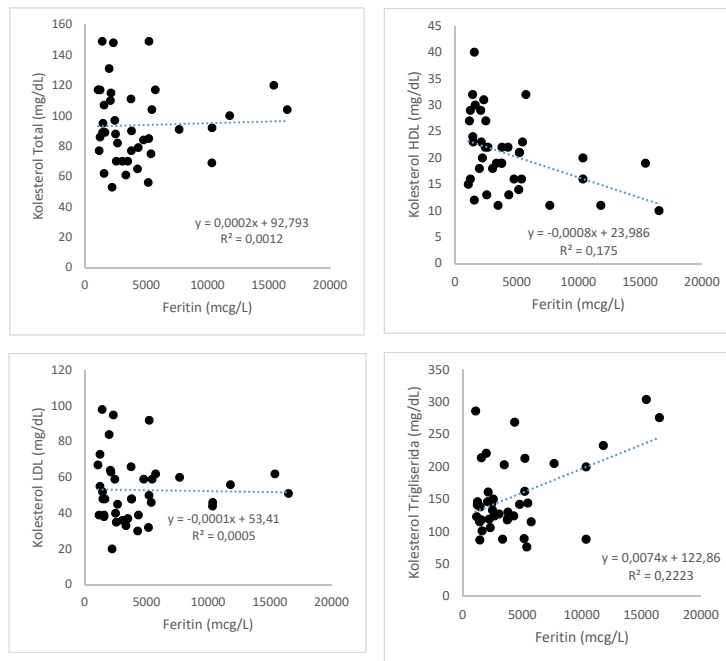 Kolesterol Total (mg/dL)
160
140
120
100
80
60
40
20
0
y = 0,0002x + 92,793
R² = 0,0012
0 5000 10000 15000 20000
Feritin (mcg/L)
Kolesterol HDL (mg/dL)
45
40
35
30
25
20
15
10
5
0
y = -0,0008x + 23,986
R² = 0,175
0 5000 10000 15000 20000
Feritin (mcg/L)
Kolesterol LDL (mg/dL)
120
100
80
60
40
20
0
y = -0,0001x + 53,41
R² = 0,0005
0 5000 10000 15000 20000
Feritin (mcg/L)
Kolesterol Trigliserida (mg/dL)
350
300
250
200
150
100
50
0
y = 0,0074x + 122,86
R² = 0,2223
0 5000 10000 15000 20000
Feritin (mcg/L)